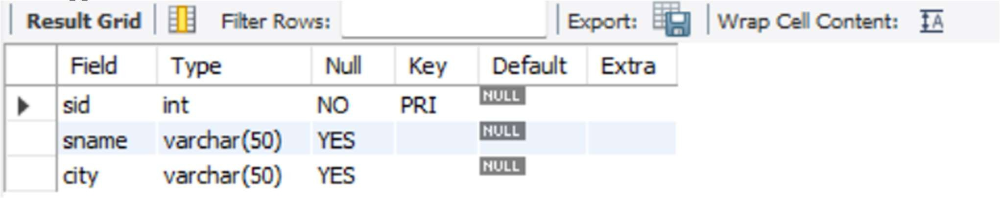 Result Grid Filter Rows: Export: Wrap Cell Content: A
Field Type Null Key Default Extra
sid int NO PRI NULL
sname varchar(50) YES NULL
city varchar(50) YES NULL